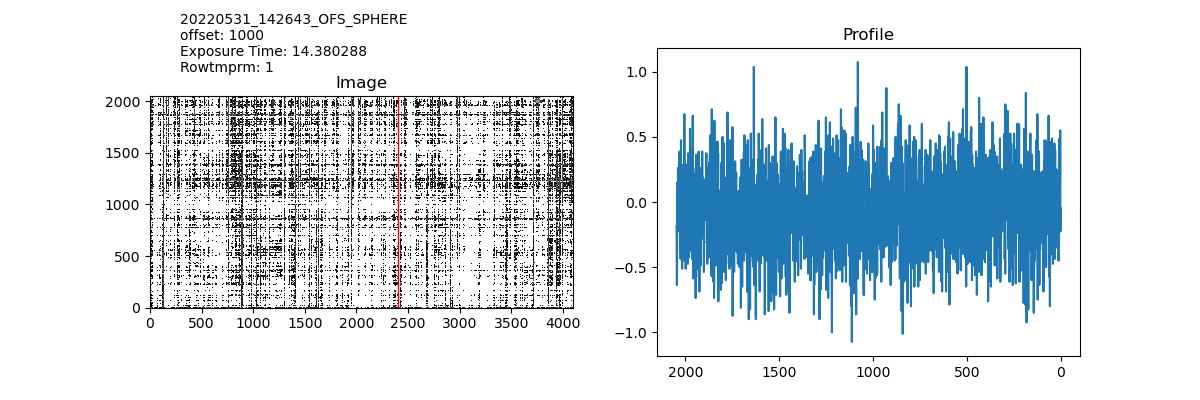 20220531_142643_OFS_SPHERE
offset: 1000
Exposure Time: 14.380288
Rowtmprm: 1
Image
2000
1500
1000
500
0
0 500 1000 1500 2000 2500 3000 3500 4000
Profile
1.0
0.5
0.0
−0.5
−1.0
2000 1500 1000 500 0